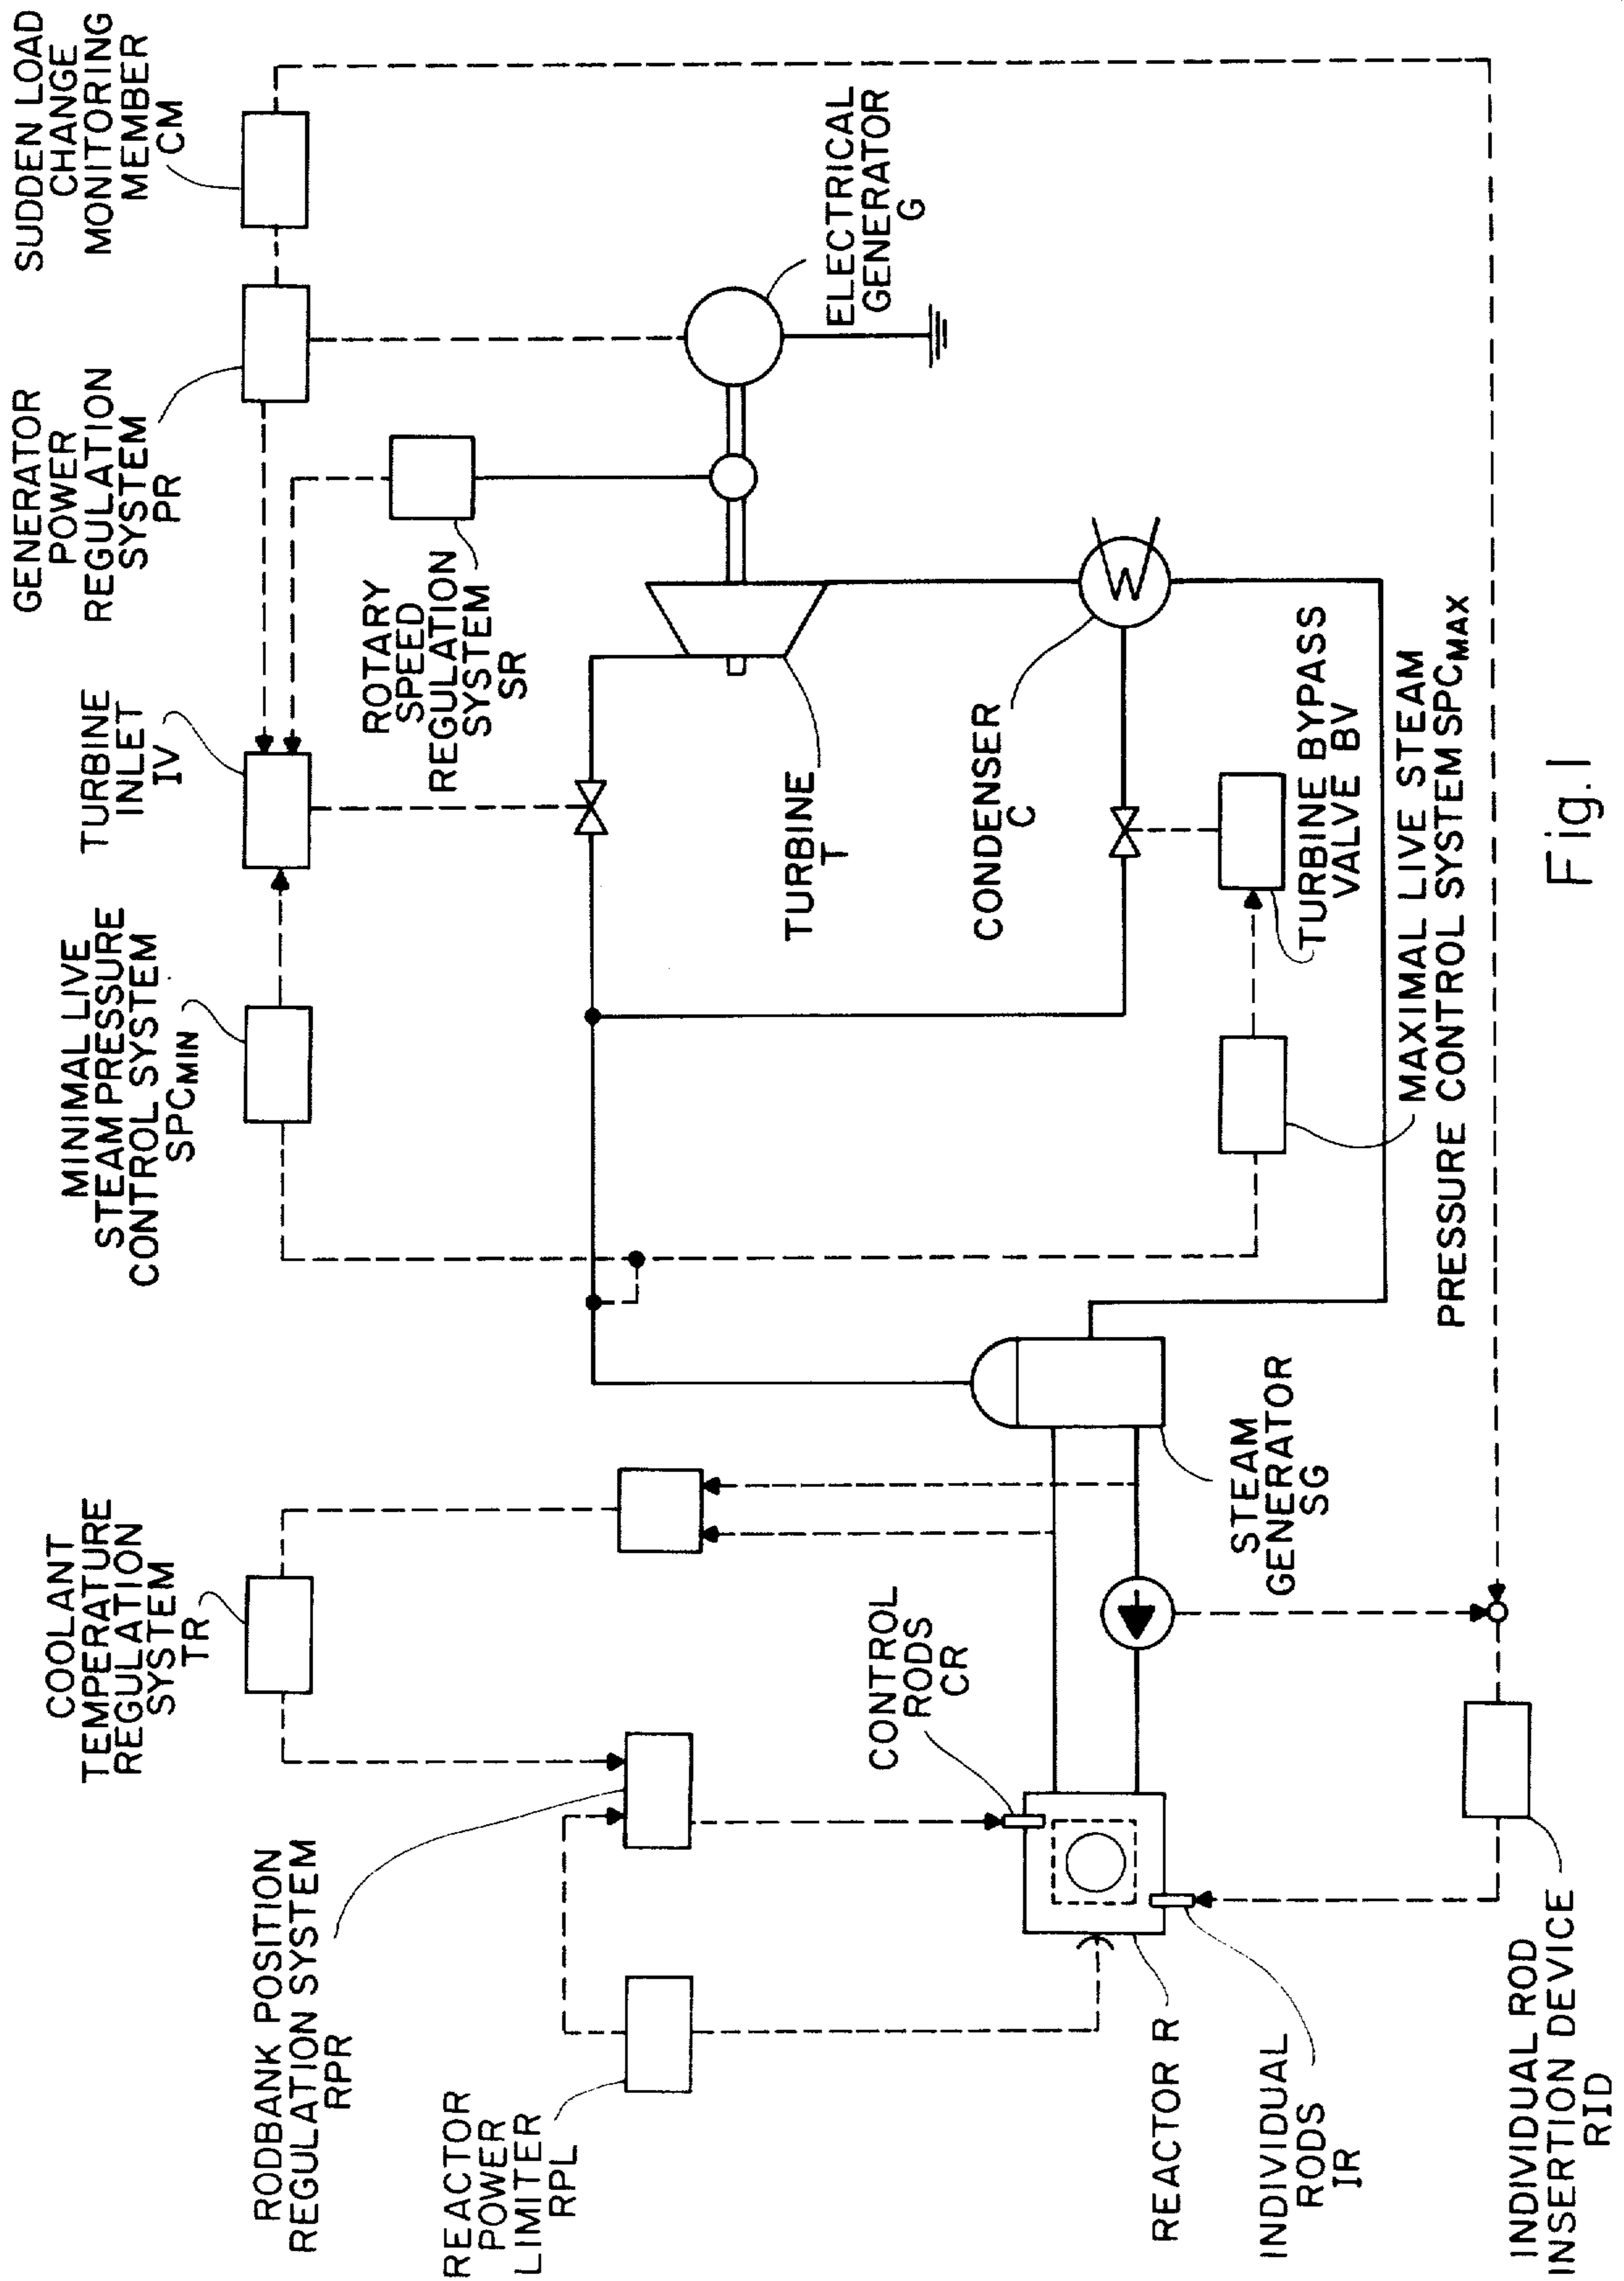 COOLANT
TEMPERATURE
REGULATION
SYSTEM
TR
MINIMAL LIVE
STEAM PRESSURE
CONTROL SYSTEM
SPCMIN
TURBINE
INLET
IV
GENERATOR
POWER
REGULATION
SYSTEM
PR
SUDDEN LOAD
CHANGE
MONITORING
MEMBER
CM
RODBANK POSITION
REGULATION SYSTEM
RPR
ROTARY
SPEED
REGULATION
SYSTEM
SR
REACTOR
POWER
LIMITER
RPL
CONTROL
RODS
CR
TURBINE
T
ELECTRICAL
GENERATOR
G
CONDENSER
C
REACTOR R
INDIVIDUAL
RODS
IR
STEAM
GENERATOR
SG
TURBINE BYPASS
VALVE BV
MAXIMAL LIVE STEAM
PRESSURE CONTROL SYSTEM SPCMAX
INDIVIDUAL ROD
INSERTION DEVICE
RID
Fig.1